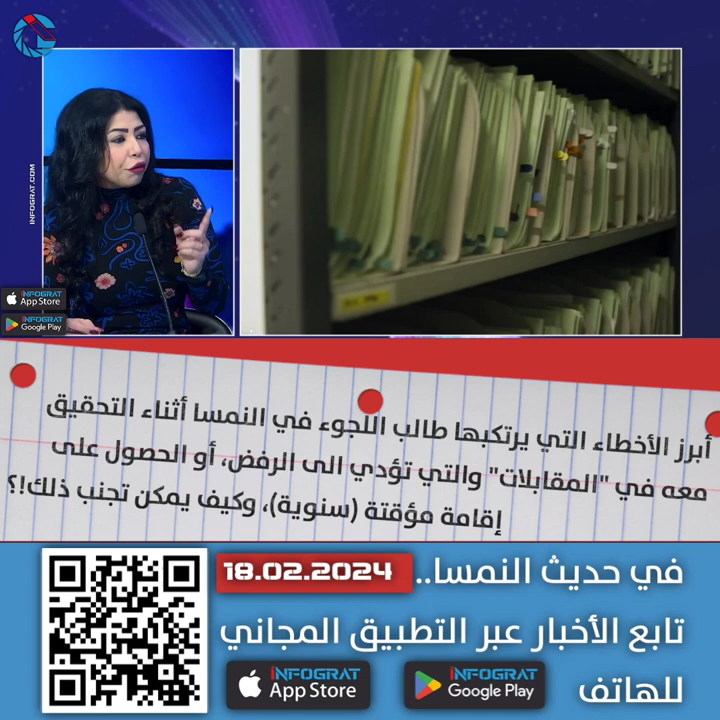 INFOGRAT.COM
INFOGRAT
App Store
INFOGRAT
Google Play
أبرز الأخطاء التي يرتكبها طالب اللجوء في النمسا أثناء التحقيق
معه في "المقابلات" والتي تؤدي الى الرفض، أو الحصول على
إقامة مؤقتة (سنوية)، وكيف يمكن تجنب ذلك!؟
في حديث النمسا.. 18.02.2024
تابع الأخبار عبر التطبيق المجاني
للهاتف
INFOGRAT
Google Play
INFOGRAT
App Store